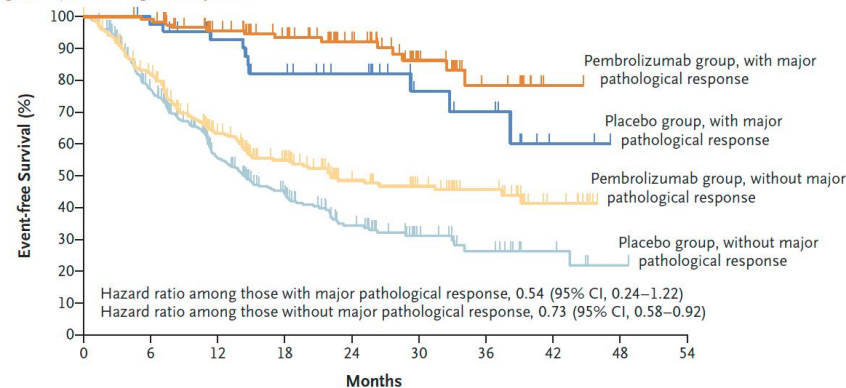 100
90
80
70
60
50
40
30
20
10
0
Event-free Survival (%)
Pembrolizumab group, with major
pathological response
Placebo group, with major
pathological response
Pembrolizumab group, without major
pathological response
Placebo group, without major
pathological response
Hazard ratio among those with major pathological response, 0.54 (95% CI, 0.24–1.22)
Hazard ratio among those without major pathological response, 0.73 (95% CI, 0.58–0.92)
0 6 12 18 24 30 36 42 48 54
Months